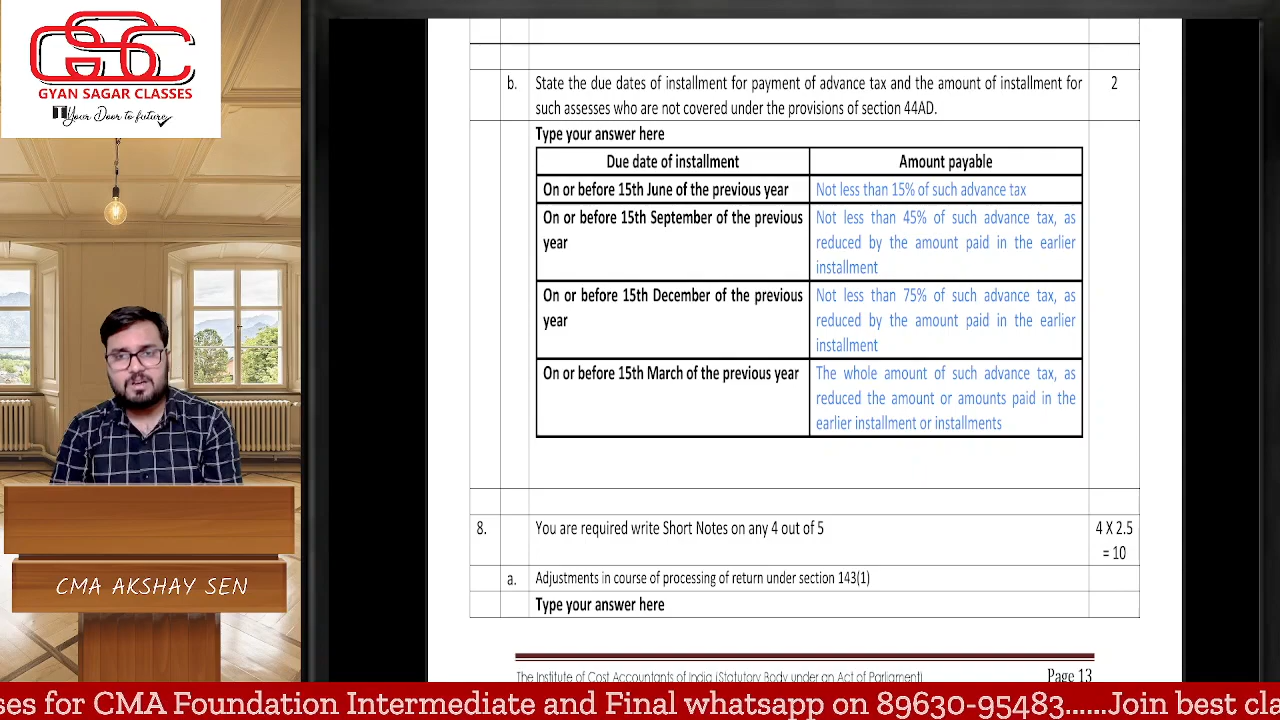 GSC
GYAN SAGAR CLASSES
Your Door to future
CMA AKSHAY SEN
b. State the due dates of installment for payment of advance tax and the amount of installment for 2
such assesses who are not covered under the provisions of section 44AD.
Type your answer here
Due date of installment Amount payable
On or before 15th June of the previous year Not less than 15% of such advance tax
On or before 15th September of the previous Not less than 45% of such advance tax, as
year reduced by the amount paid in the earlier
installment
On or before 15th December of the previous Not less than 75% of such advance tax, as
year reduced by the amount paid in the earlier
installment
On or before 15th March of the previous year The whole amount of such advance tax, as
reduced the amount or amounts paid in the
earlier installment or installments
8. You are required write Short Notes on any 4 out of 5 4 X 2.5
= 10
a. Adjustments in course of processing of return under section 143(1)
Type your answer here
The Institute of Cost Accountants of India (Statutory Body under an Act of Parliament) Page 13
ses for CMA Foundation Intermediate and Final whatsapp on 89630-95483......Join best cla